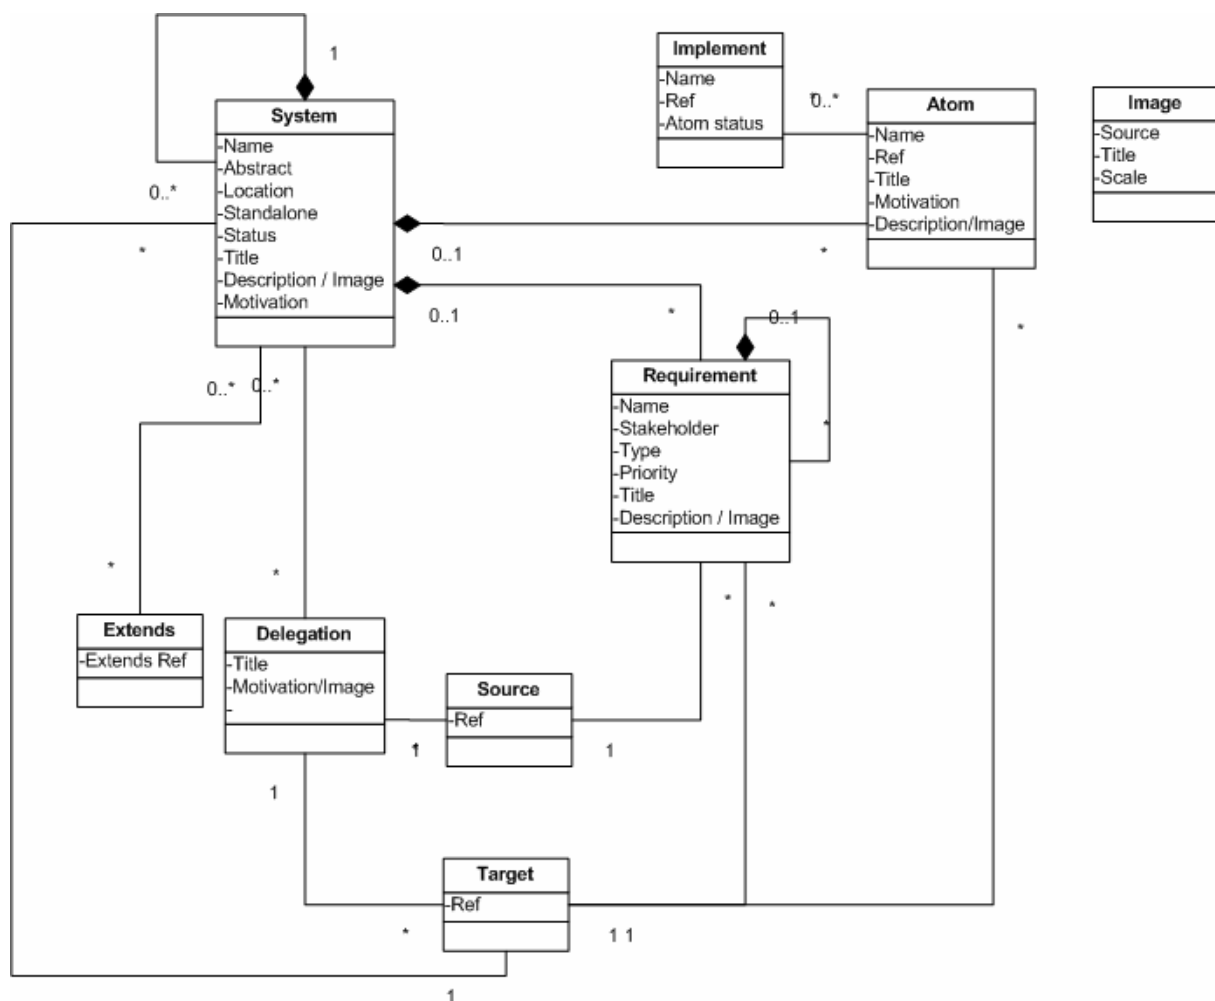 1
System
-Name
-Abstract
-Location
-Standalone
-Status
-Title
-Description / Image
-Motivation
0..*
*
0..1
*
0..1
*
0..*
0..*
Implement
-Name
-Ref
-Atom status
*
0..*
Atom
-Name
-Ref
-Title
-Motivation
-Description/Image
*
Image
-Source
-Title
-Scale
Requirement
-Name
-Stakeholder
-Type
-Priority
-Title
-Description / Image
0..1
*
*
*
*
*
Extends
-Extends Ref
Delegation
-Title
-Motivation/Image
-
Source
-Ref
1
1
1
Target
-Ref
*
1 1
1